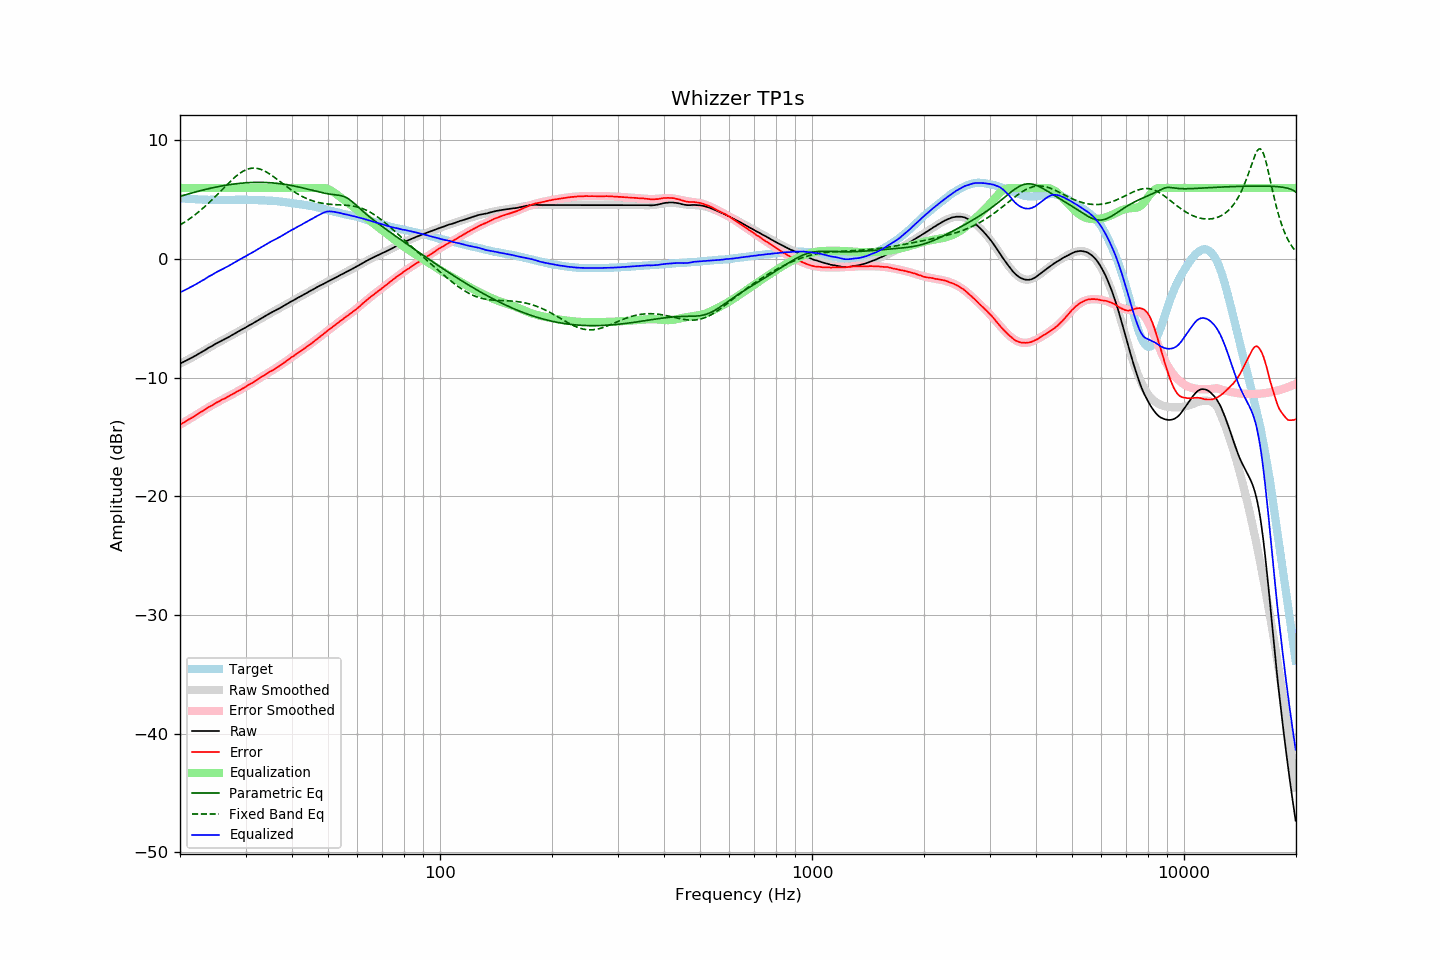 Whizzer TP1s
10
0
−10
−20
−30
−40
−50
Amplitude (dBr)
Target
Raw Smoothed
Error Smoothed
Raw
Error
Equalization
Parametric Eq
Fixed Band Eq
Equalized
100
1000
10000
Frequency (Hz)